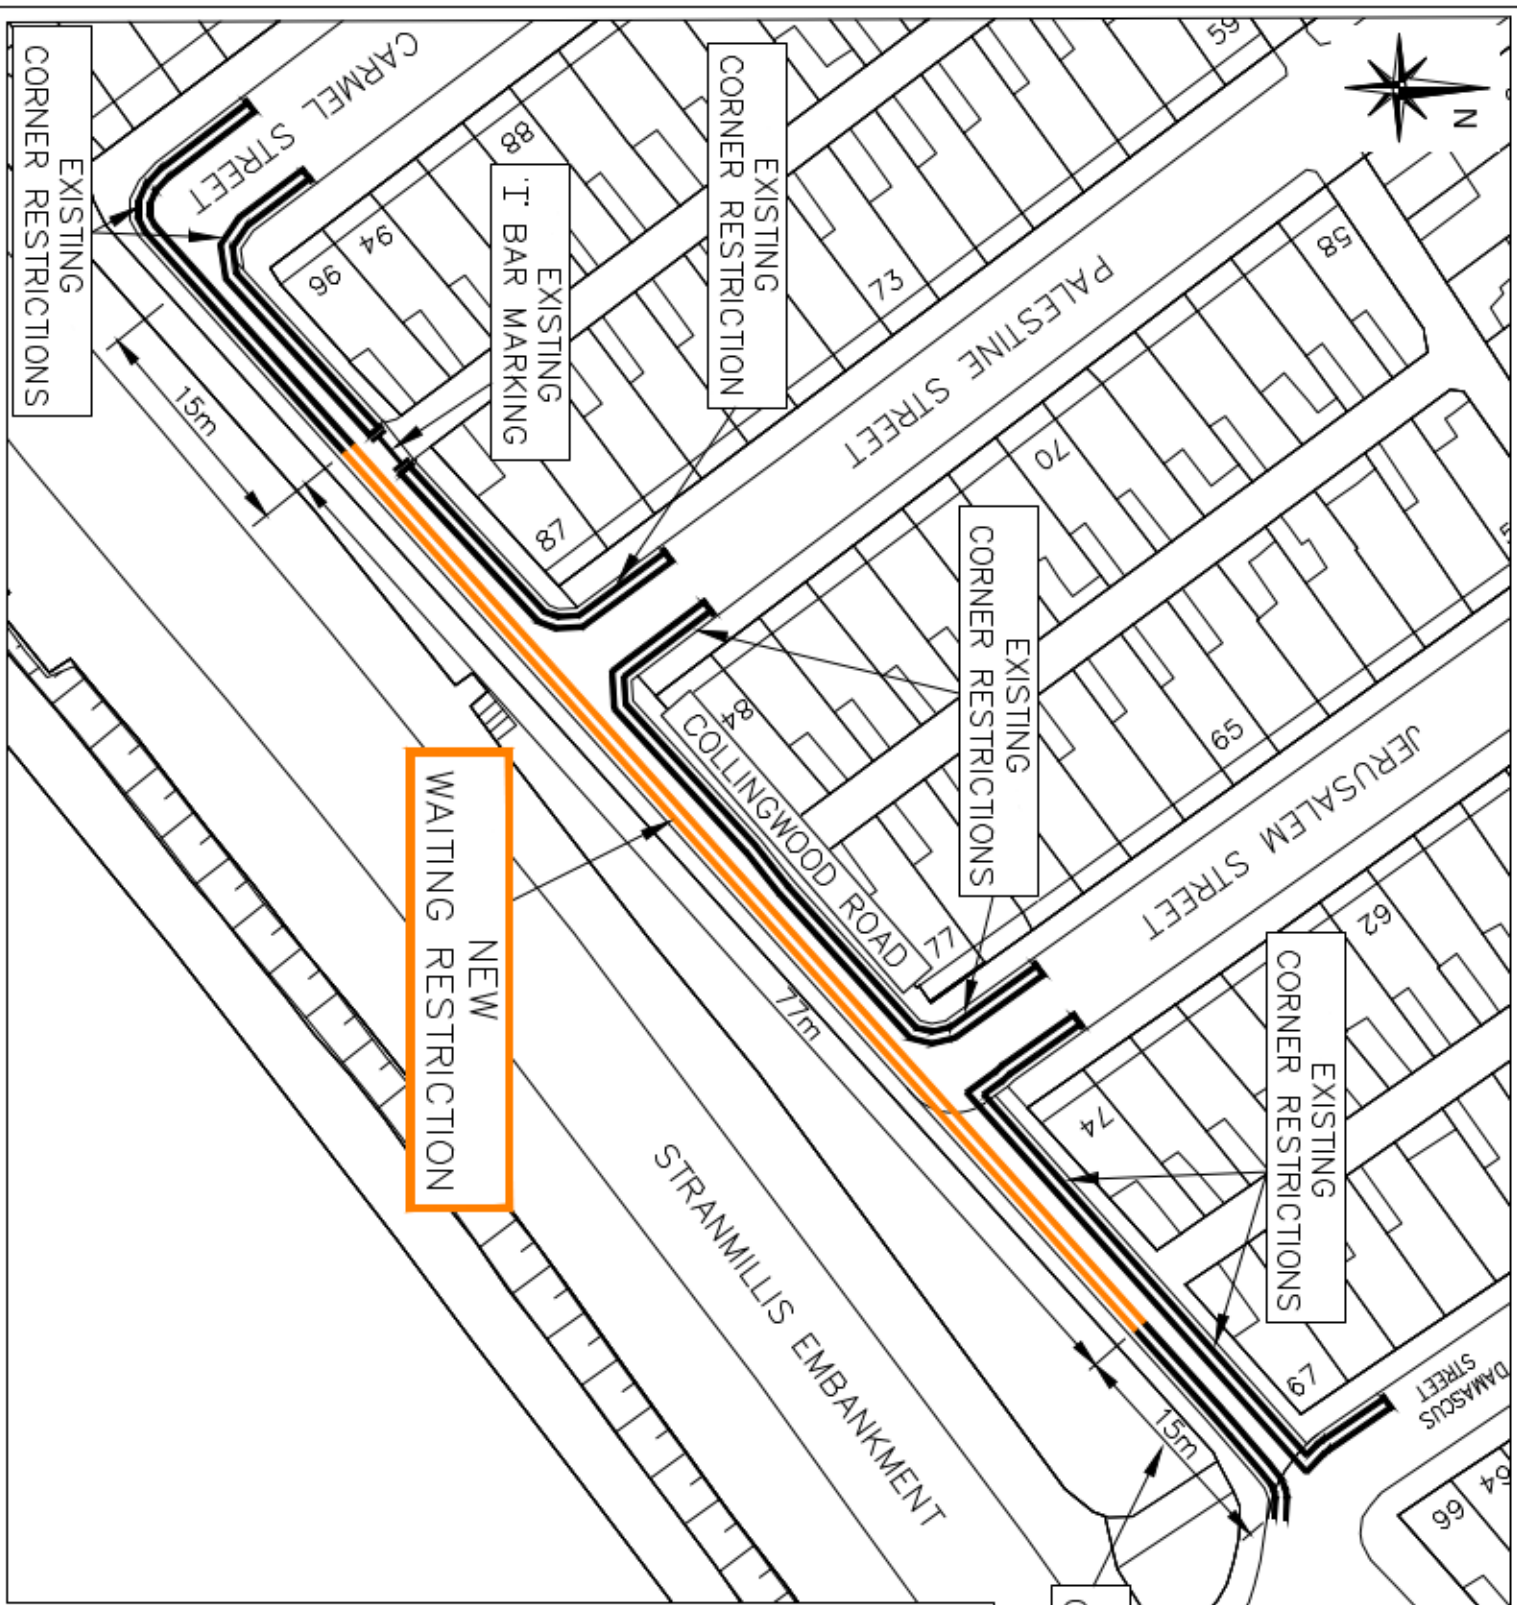 EXISTING
CORNER RESTRICTIONS
CARMEL STREET
EXISTING
'T' BAR MARKING
EXISTING
CORNER RESTRICTION
N
59
88
94
96
73
58
PALESTINE STREET
87
70
EXISTING
CORNER RESTRICTIONS
84
COLLINGWOOD ROAD
65
77
JERUSALEM STREET
62
EXISTING
CORNER RESTRICTIONS
74
67
DAMASCUS
STREET
64
66
15m
77m
15m
NEW
WAITING RESTRICTION
STRANMILLIS EMBANKMENT